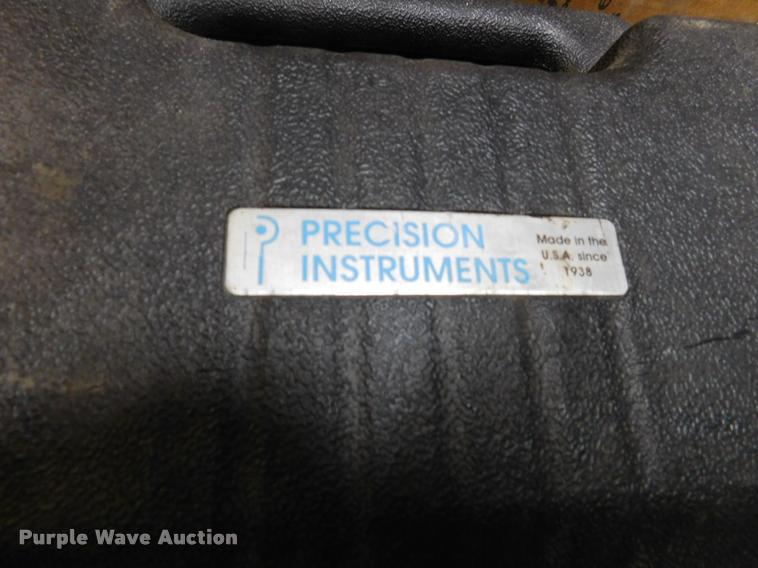 PRECISION
INSTRUMENTS
Made in the
U.S.A. since
1938
Purple Wave Auction